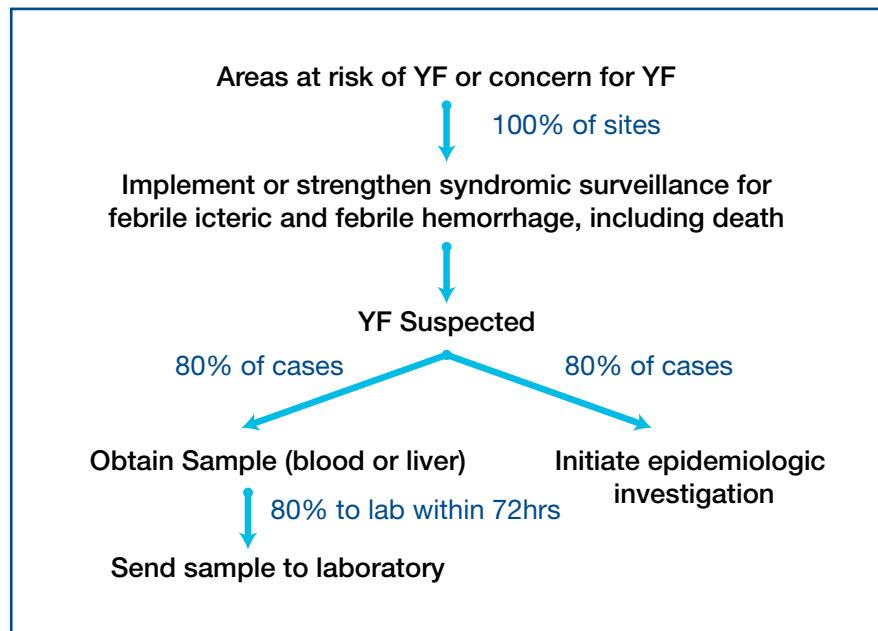 Areas at risk of YF or concern for YF
100% of sites
Implement or strengthen syndromic surveillance for
febrile icteric and febrile hemorrhage, including death
YF Suspected
80% of cases
80% of cases
Obtain Sample (blood or liver)
Initiate epidemiologic
investigation
80% to lab within 72hrs
Send sample to laboratory